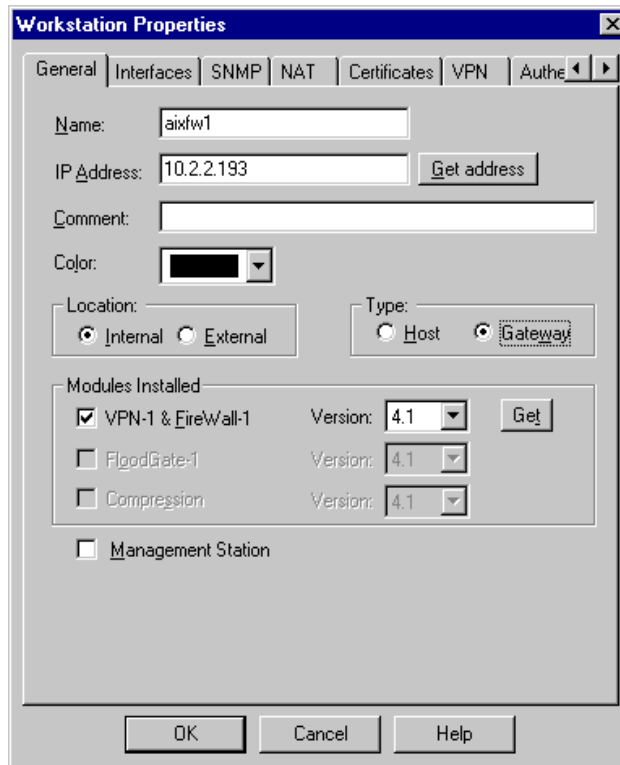 Workstation Properties
General Interfaces SNMP NAT Certificates VPN Authe
Name: aixfw1
IP Address: 10.2.2.193 Get address
Comment:
Color:
Location: Type:
Internal External Host Gateway
Modules Installed
VPN-1 & FireWall-1 Version: 4.1 Get
FloodGate-1 Version: 4.1
Compression Version: 4.1
Management Station
OK Cancel Help